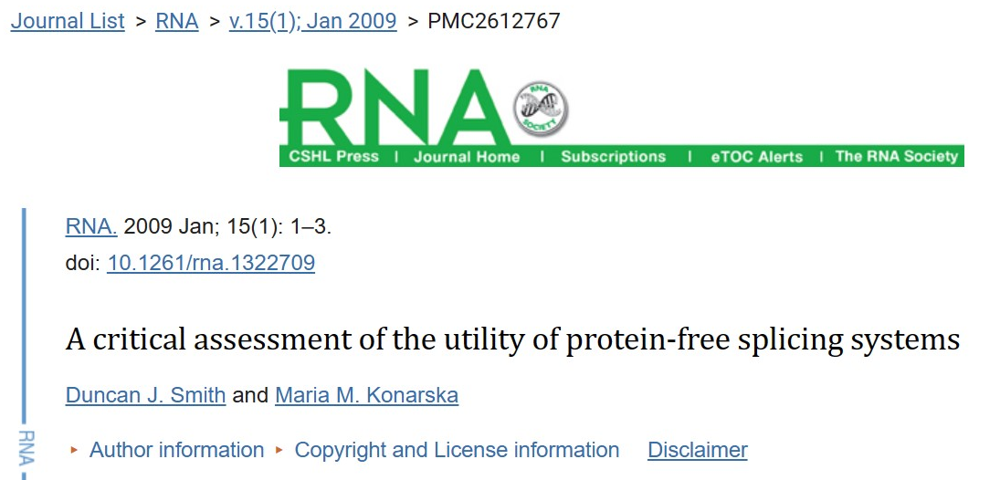 Journal List > RNA > v.15(1); Jan 2009 > PMC2612767
RNA
RNA
SOCIETY
CSHL Press | Journal Home | Subscriptions | eTOC Alerts | The RNA Society
RNA. 2009 Jan; 15(1): 1–3.
doi: 10.1261/rna.1322709
A critical assessment of the utility of protein-free splicing systems
Duncan J. Smith and Maria M. Konarska
▸ Author information ▸ Copyright and License information Disclaimer
RNA